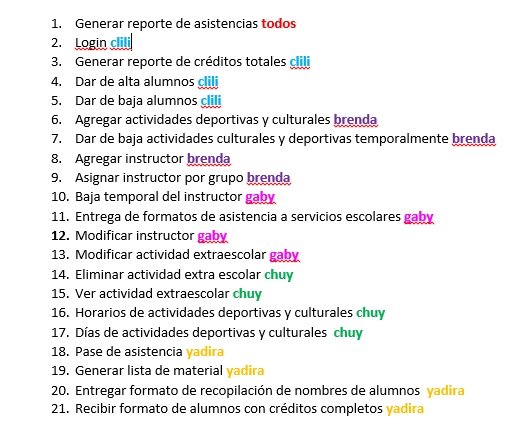 1. Generar reporte de asistencias todos
2. Login clili
3. Generar reporte de créditos totales clili
4. Dar de alta alumnos clili
5. Dar de baja alumnos clili
6. Agregar actividades deportivas y culturales brenda
7. Dar de baja actividades culturales y deportivas temporalmente brenda
8. Agregar instructor brenda
9. Asignar instructor por grupo brenda
10. Baja temporal del instructor gaby
11. Entrega de formatos de asistencia a servicios escolares gaby
12. Modificar instructor gaby
13. Modificar actividad extraescolar gaby
14. Eliminar actividad extra escolar chuy
15. Ver actividad extraescolar chuy
16. Horarios de actividades deportivas y culturales chuy
17. Días de actividades deportivas y culturales chuy
18. Pase de asistencia yadira
19. Generar lista de material yadira
20. Entregar formato de recopilación de nombres de alumnos yadira
21. Recibir formato de alumnos con créditos completos yadira